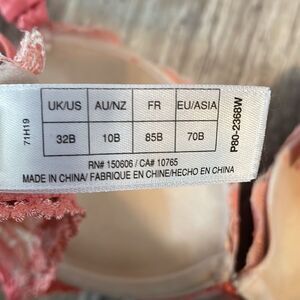 71H19
UK/US AU/NZ FR EU/ASIA
32B 10B 85B 70B
RN# 150606 / CA# 10765
MADE IN CHINA/ FABRIQUE EN CHINE/HECHO EN CHINA
P80-2368W